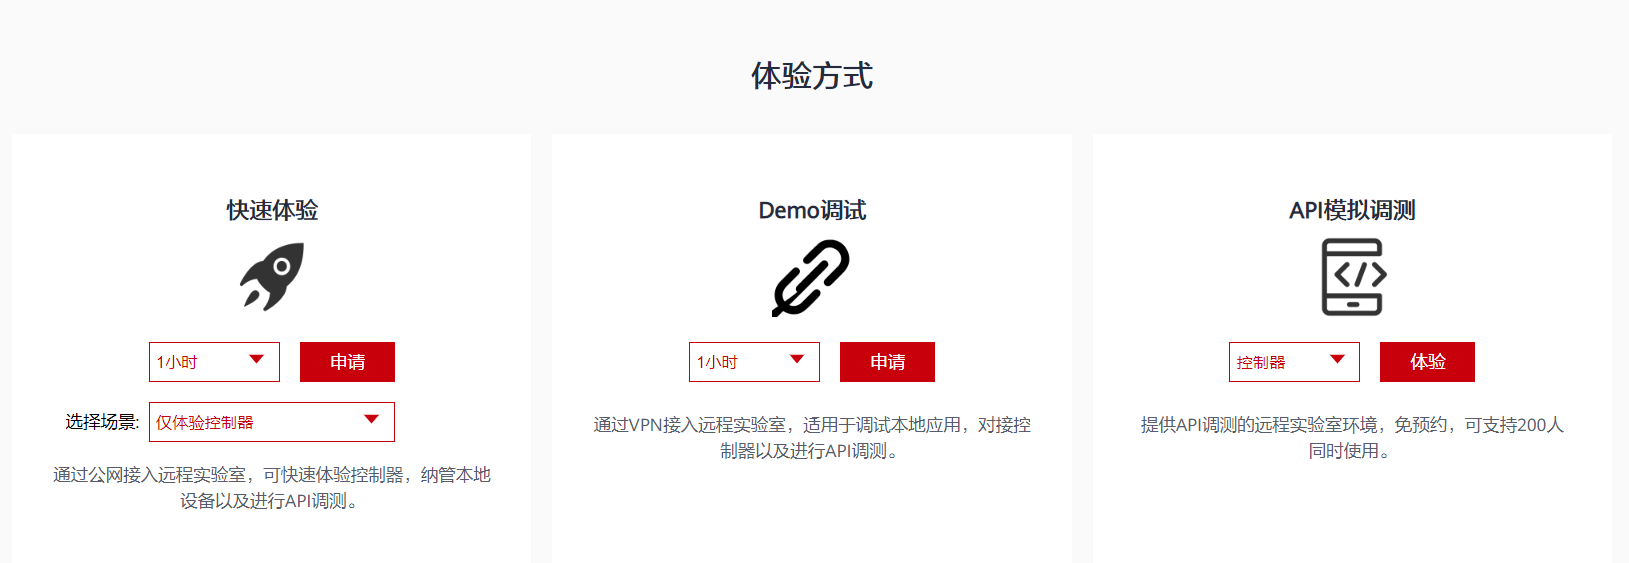 体验方式
快速体验
1小时
申请
选择场景:
仅体验控制器
通过公网接入远程实验室，可快速体验控制器，纳管本地
设备以及进行API调测。
Demo调试
1小时
申请
通过VPN接入远程实验室，适用于调试本地应用，对接控
制器以及进行API调测。
API模拟调测
控制器
体验
提供API调测的远程实验室环境，免预约，可支持200人
同时使用。